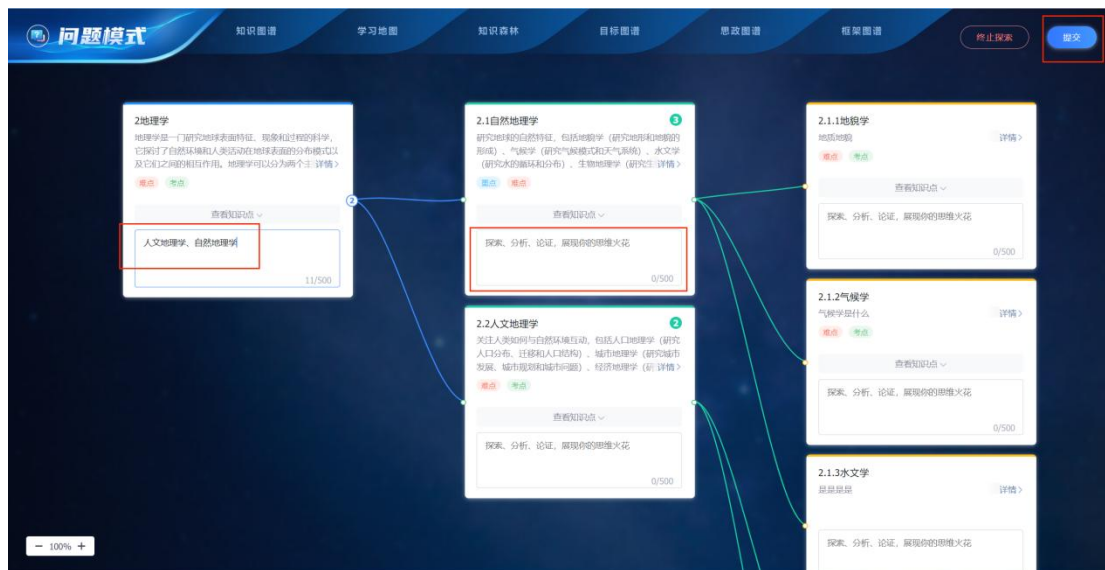 问题模式
知识图谱
学习地图
知识森林
目标图谱
思政图谱
框架图谱
终止探索
提交
2地理学
地理学是一门研究地球表面特征、现象和过程的科学,
它探讨了自然环境和人类活动在地球表面的分布模式以
及它们之间的相互作用。地理学可以分为两个主 详情>
难点 考点
2
查看知识点
人文地理学、自然地理学
11/500
2.1自然地理学
3
研究地球的自然特征,包括地貌学(研究地形和地貌的
形成)、气候学(研究气候模式和天气系统)、水文学
(研究水的循环和分布)、生物地理学(研究生 详情>
重点 难点
查看知识点
探索、分析、论证,展现你的思维火花
0/500
2.2人文地理学
2
关注人类如何与自然环境互动,包括人口地理学(研究
人口分布、迁移和人口结构)、城市地理学(研究城市
发展、城市规划和城市问题)、经济地理学(研 详情>
难点 考点
查看知识点
探索、分析、论证,展现你的思维火花
0/500
2.1.1地貌学
地质地貌 详情>
难点 考点
查看知识点
探索、分析、论证,展现你的思维火花
0/500
2.1.2气候学
气候学是什么 详情>
难点 考点
查看知识点
探索、分析、论证,展现你的思维火花
0/500
2.1.3水文学
是是是是 详情>
探索、分析、论证,展现你的思维火花
- 100% +